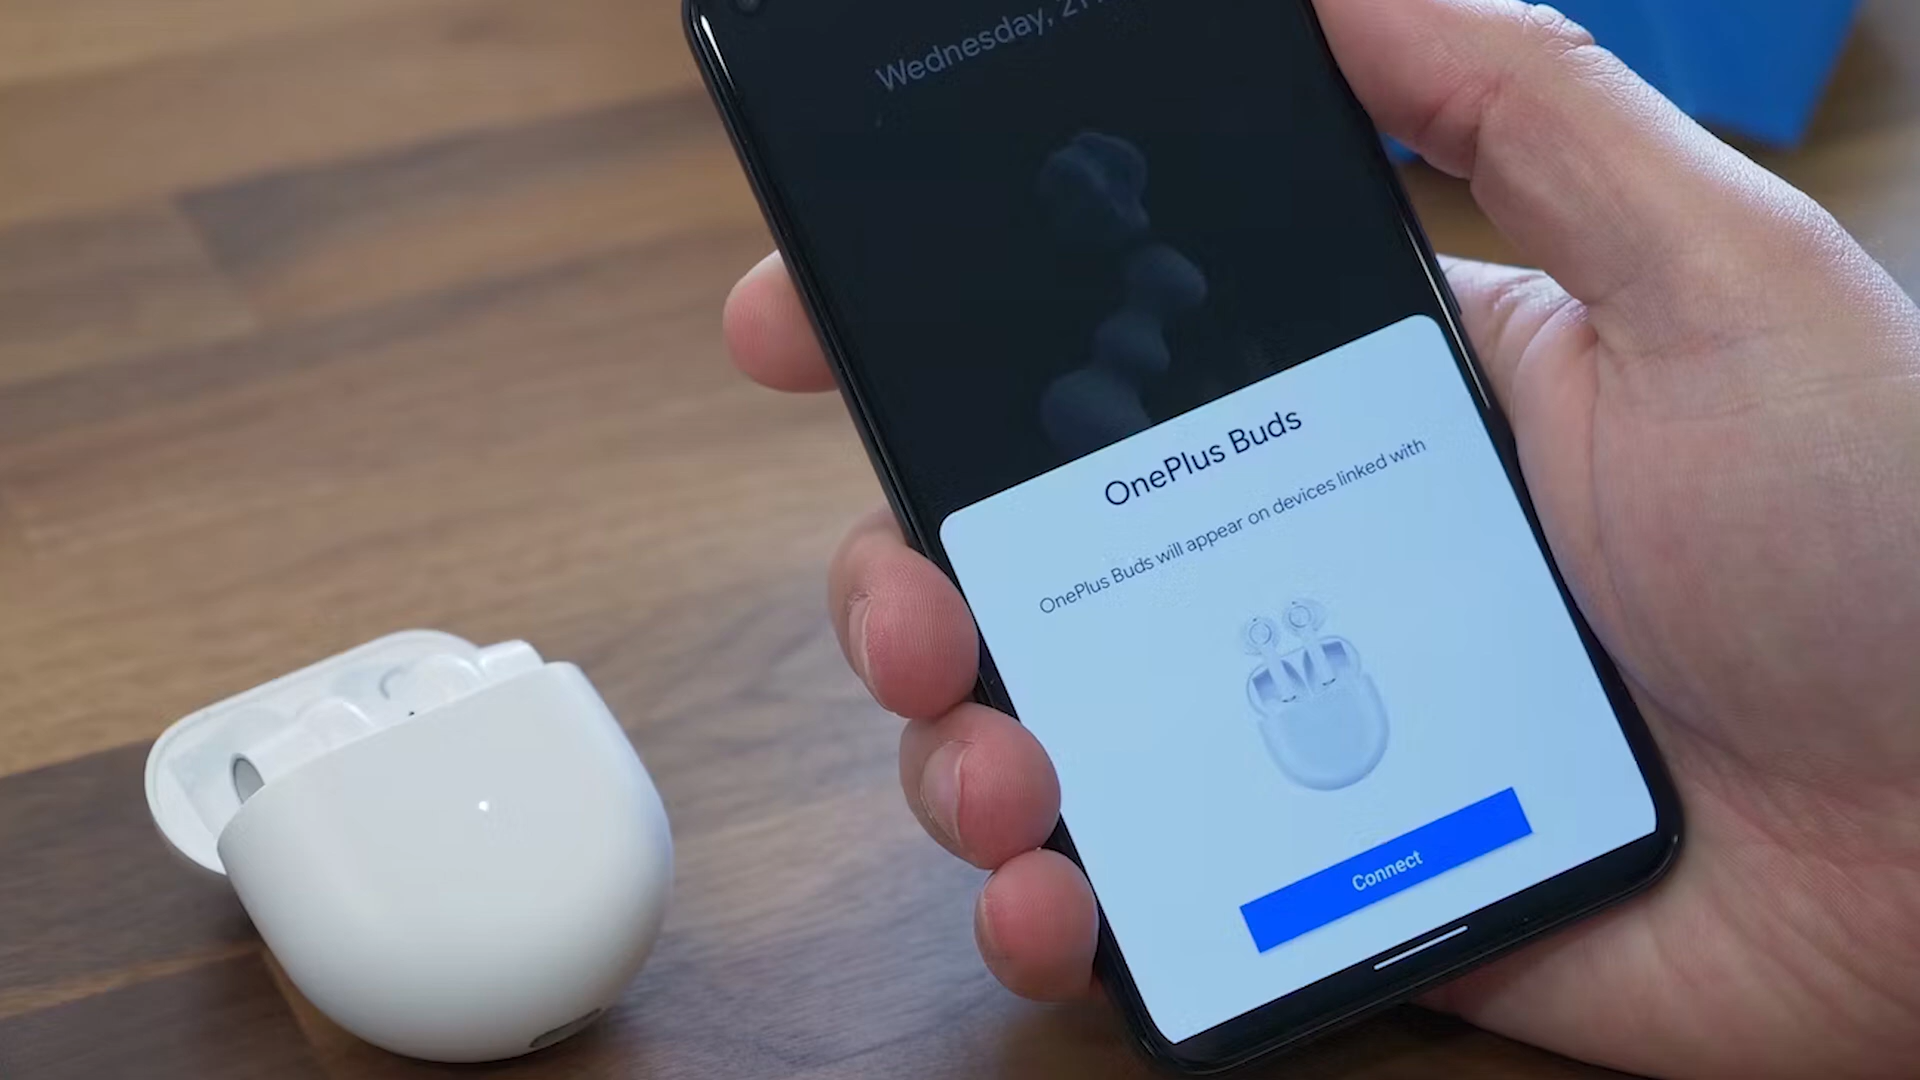 Wednesday,
OnePlus Buds
OnePlus Buds will appear on devices linked with
Connect